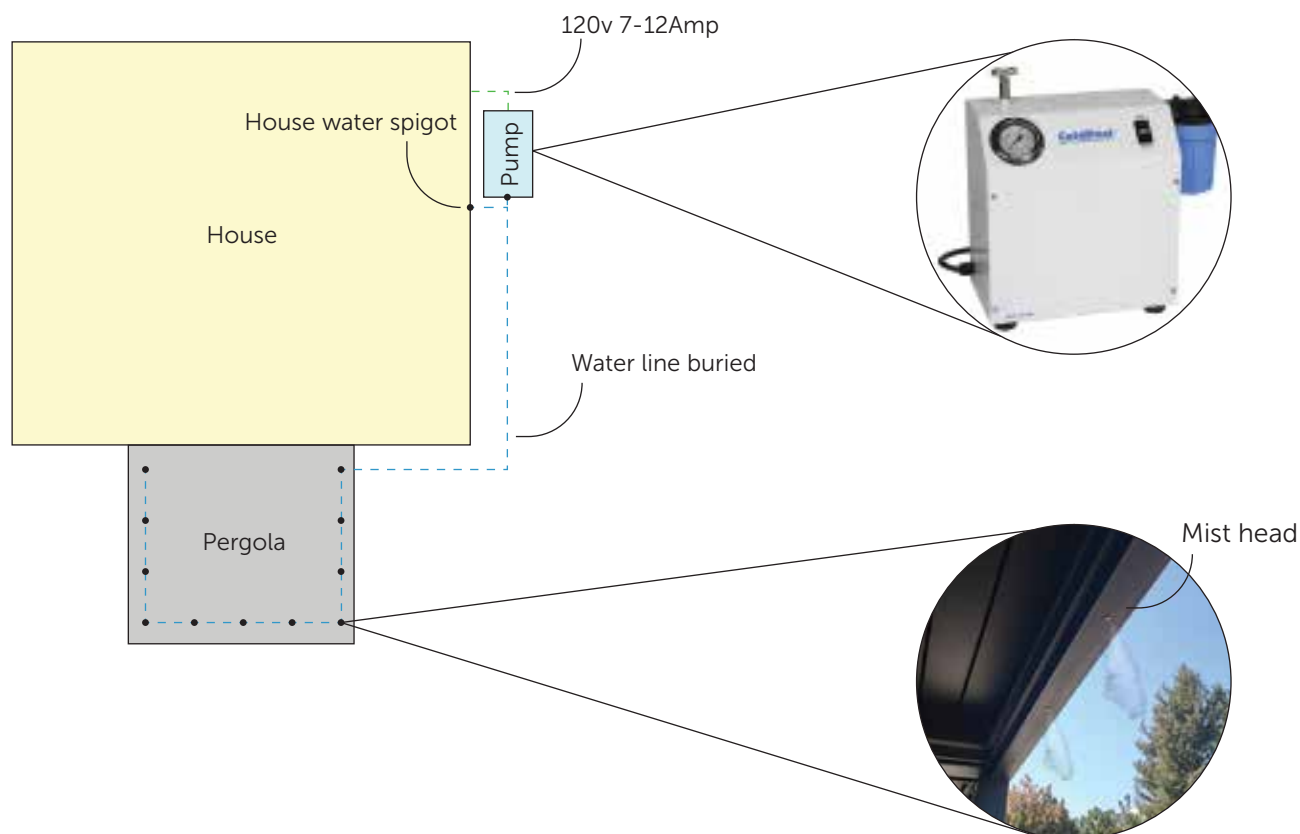 120v 7-12Amp
House water spigot
Pump
House
Water line buried
Pergola
Mist head